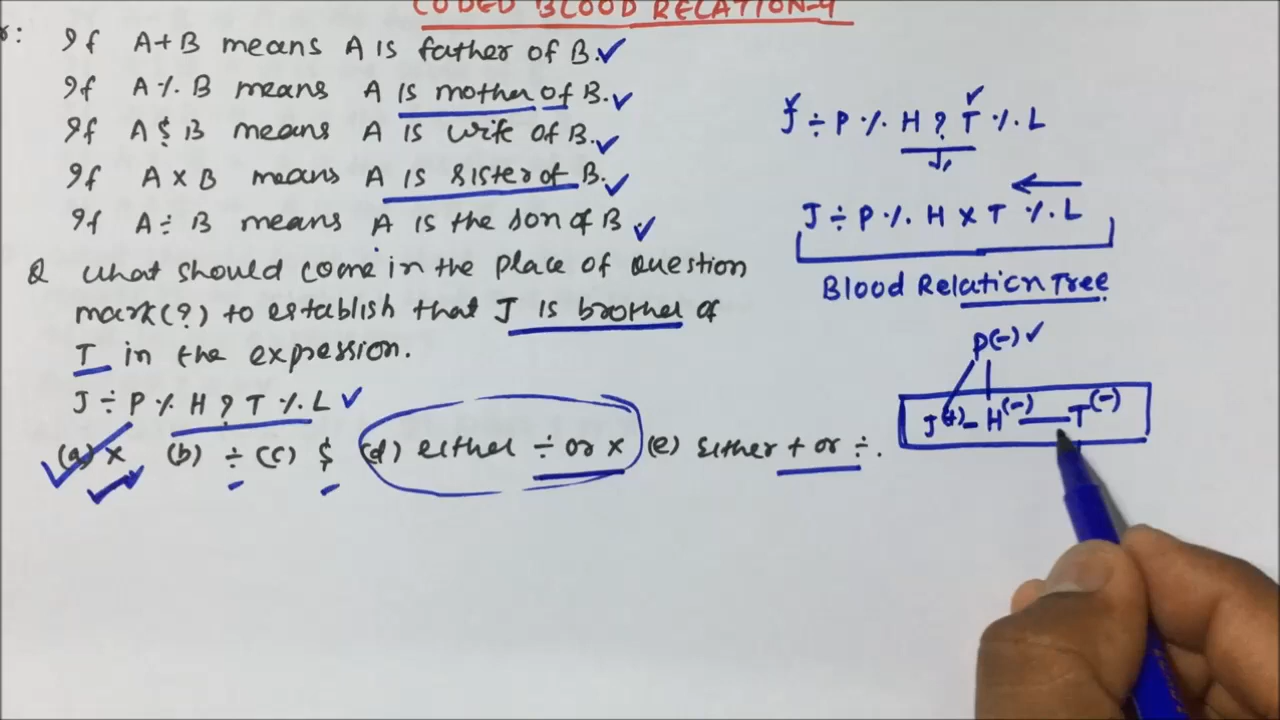 CODED BLOOD RELATION-4
r: If A+B means A is father of B.✓
If A % B means A is mother of B.✓
If A $ B means A is wife of B.✓
If A × B means A is sister of B.✓
If A ÷ B means A is the son of B✓
Q what should come in the place of question
mark(?) to establish that J is brother of
T in the expression.
J ÷ P % H ? T % L ✓
(a) × (b) ÷ (c) $ (d) either ÷ or × (e) Either + or ÷.
J ÷ P % H ? T % L
J ÷ P % H × T % L
Blood Relation Tree.
P(-) ✓
J(+) - H(-) — T(-)